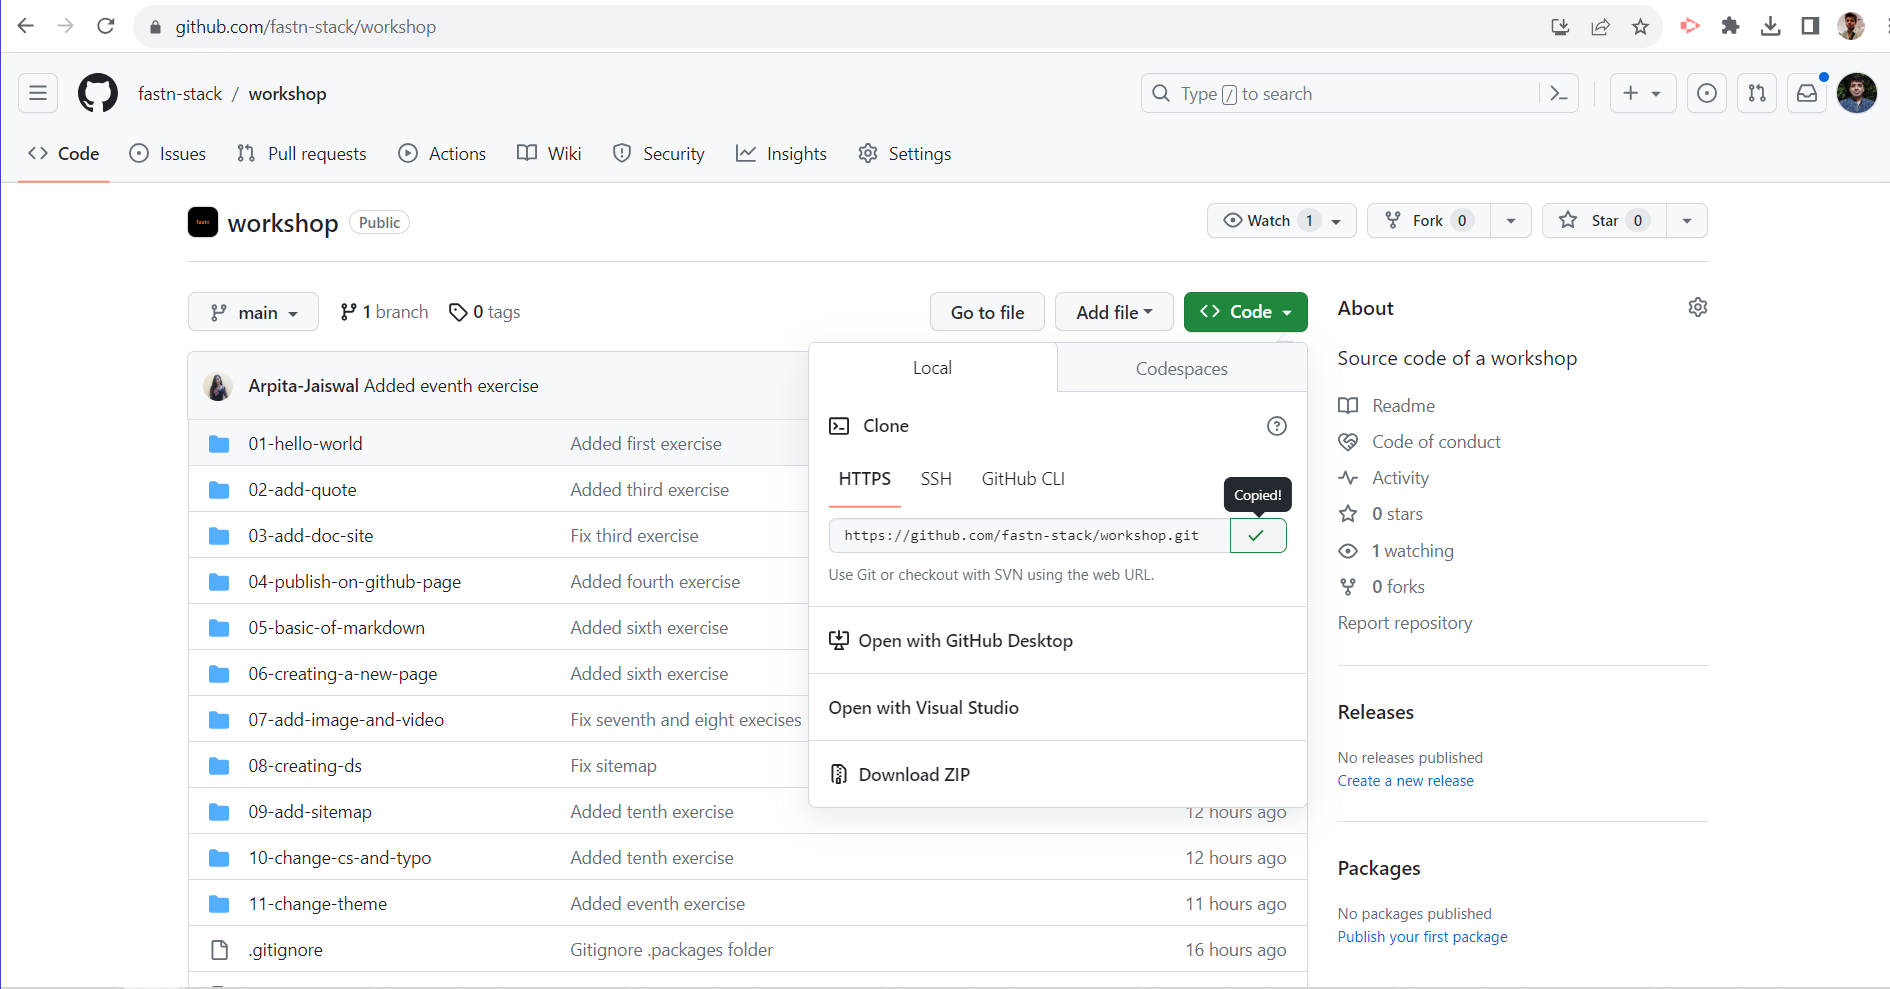 github.com/fastn-stack/workshop
fastn-stack / workshop
Type / to search
Code
Issues
Pull requests
Actions
Wiki
Security
Insights
Settings
fastn
workshop
Public
Watch 1
Fork 0
Star 0
main
1 branch
0 tags
Go to file
Add file
Code
Arpita-Jaiswal Added eventh exercise
01-hello-world Added first exercise
02-add-quote Added third exercise
03-add-doc-site Fix third exercise
04-publish-on-github-page Added fourth exercise
05-basic-of-markdown Added sixth exercise
06-creating-a-new-page Added sixth exercise
07-add-image-and-video Fix seventh and eight execises
08-creating-ds Fix sitemap
09-add-sitemap Added tenth exercise 12 hours ago
10-change-cs-and-typo Added tenth exercise 12 hours ago
11-change-theme Added eventh exercise 11 hours ago
.gitignore Gitignore .packages folder 16 hours ago
Local
Codespaces
Clone
HTTPS
SSH
GitHub CLI
Copied!
https://github.com/fastn-stack/workshop.git
Use Git or checkout with SVN using the web URL.
Open with GitHub Desktop
Open with Visual Studio
Download ZIP
About
Source code of a workshop
Readme
Code of conduct
Activity
0 stars
1 watching
0 forks
Report repository
Releases
No releases published
Create a new release
Packages
No packages published
Publish your first package